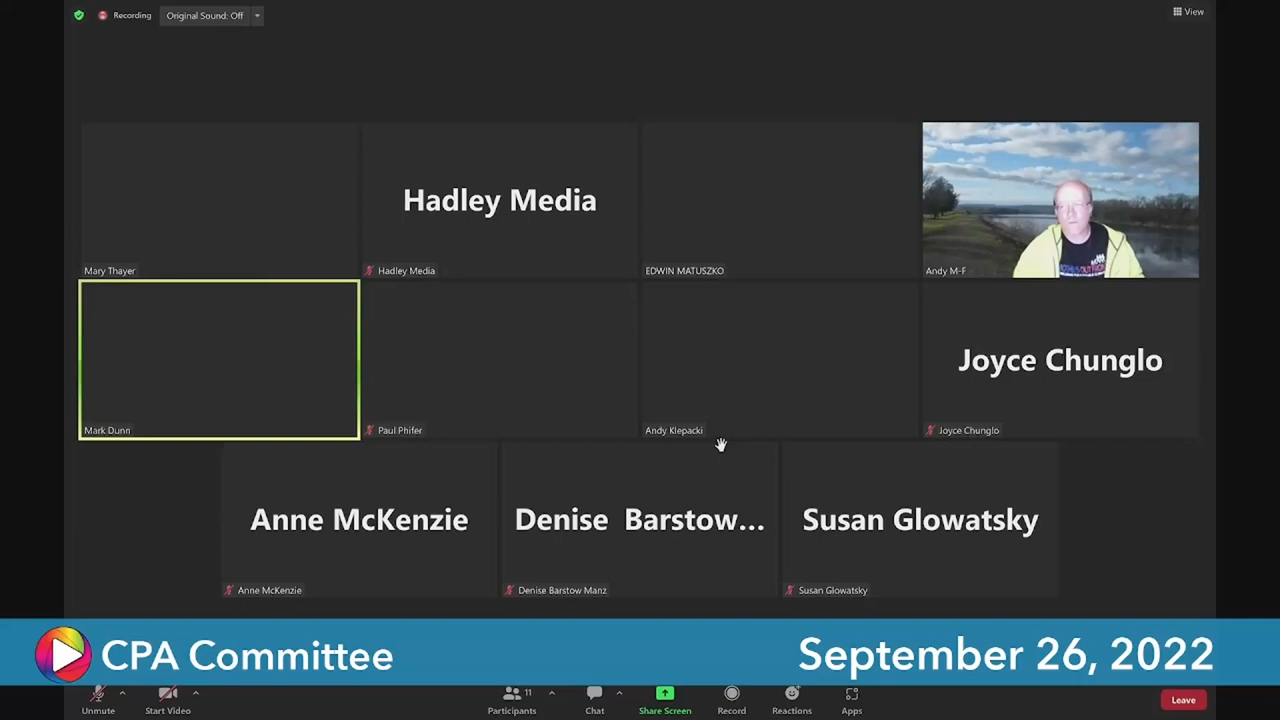 Recording
Original Sound: Off
View
Hadley Media
Mary Thayer
Hadley Media
EDWIN MATUSZKO
Andy M-F
Joyce Chunglo
Mark Dunn
Paul Phifer
Andy Klepacki
Joyce Chunglo
Anne McKenzie
Denise Barstow...
Susan Glowatsky
Anne McKenzie
Denise Barstow Manz
Susan Glowatsky
CPA Committee
September 26, 2022
Unmute
Start Video
11
Participants
Chat
Share Screen
Record
Reactions
Apps
Leave